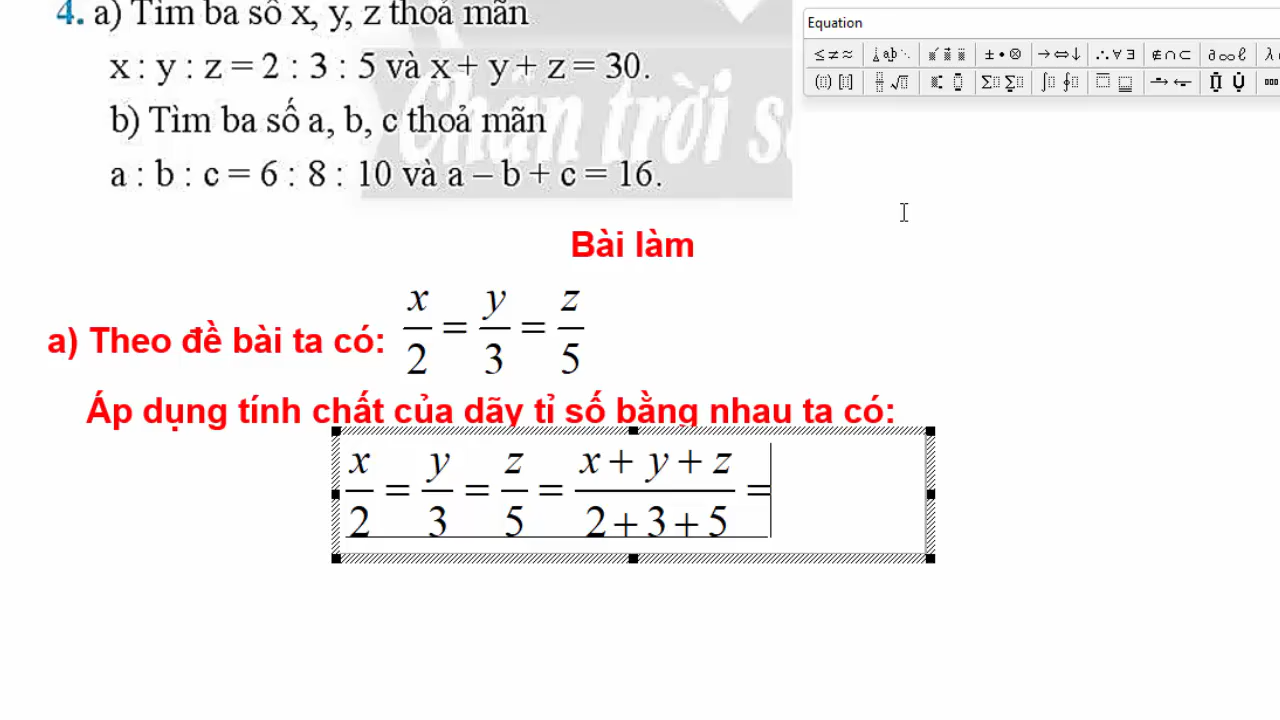 4. a) Tìm ba số x, y, z thoả mãn
x : y : z = 2 : 3 : 5 và x + y + z = 30.
b) Tìm ba số a, b, c thoả mãn
a : b : c = 6 : 8 : 10 và a – b + c = 16.
Chân trời s
Equation
Bài làm
a) Theo đề bài ta có: x/2 = y/3 = z/5
Áp dụng tính chất của dãy tỉ số bằng nhau ta có:
x/2 = y/3 = z/5 = (x + y + z)/(2 + 3 + 5) =